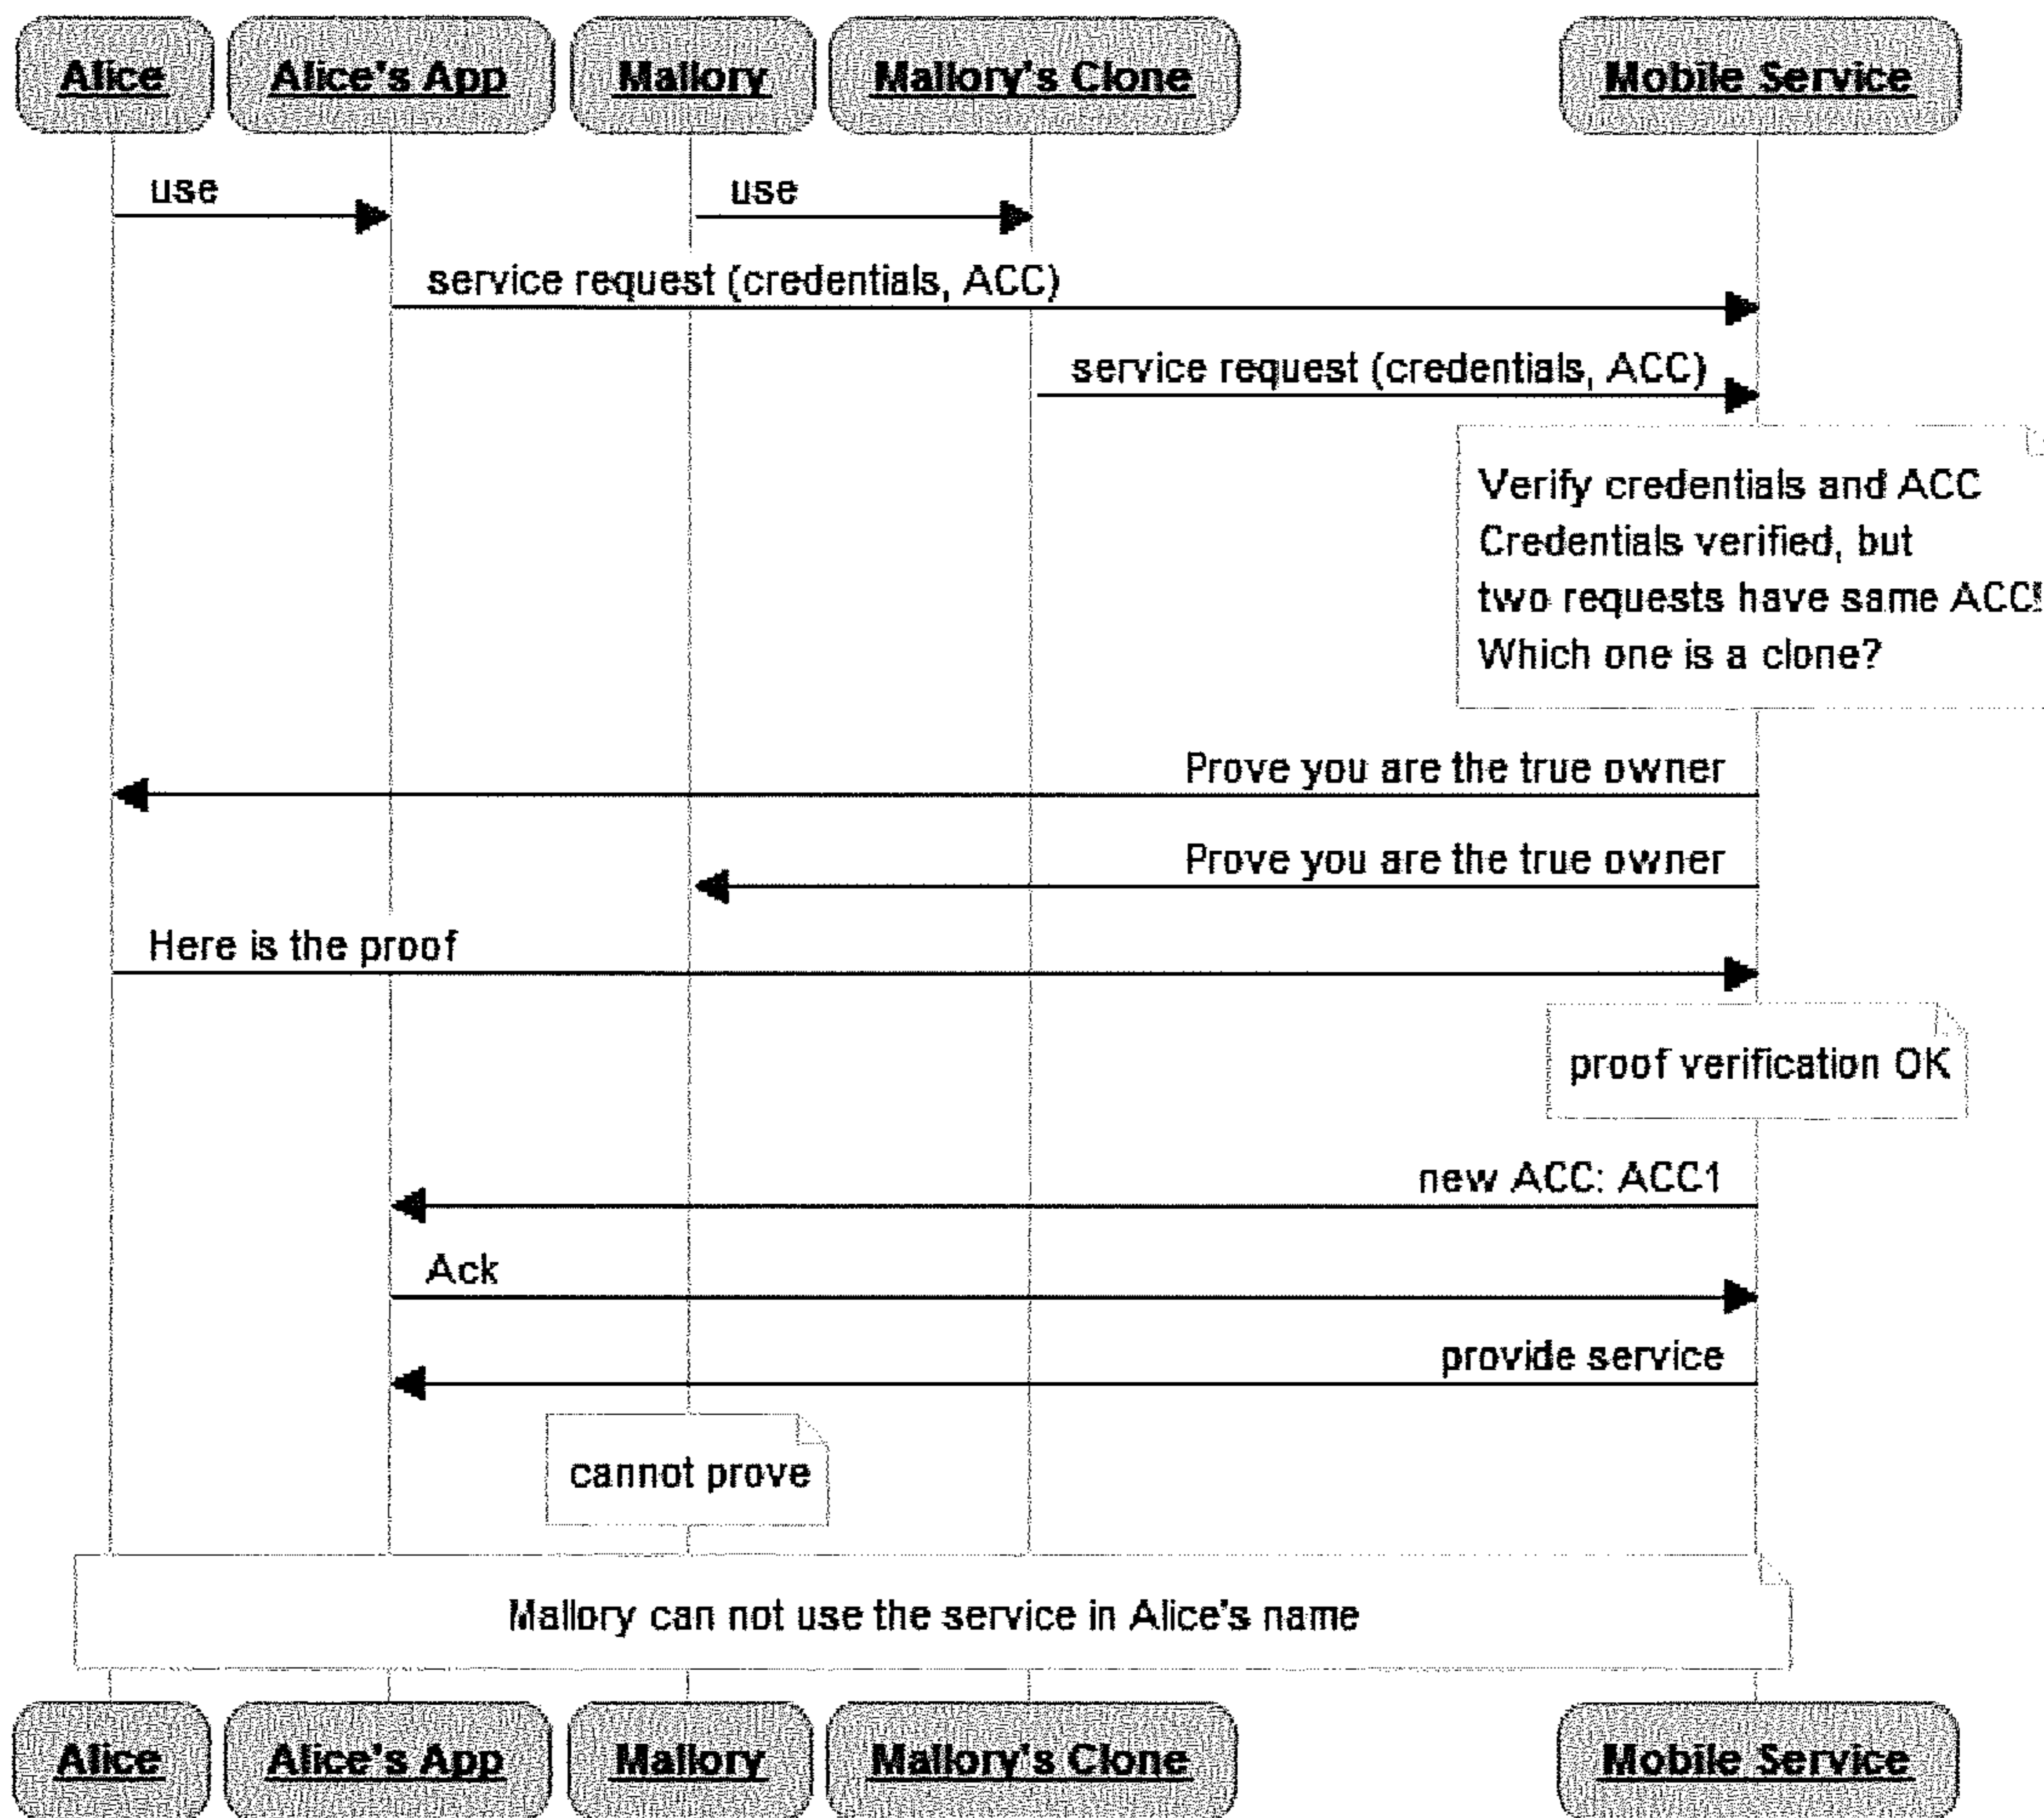 Alice
Alice's App
Mallory
Mallory's Clone
Mobile Service
use
use
service request (credentials, ACC)
service request (credentials, ACC)
Verify credentials and ACC
Credentials verified, but
two requests have same ACC!
Which one is a clone?
Prove you are the true owner
Prove you are the true owner
Here is the proof
proof verification OK
new ACC: ACC1
Ack
provide service
cannot prove
Mallory can not use the service in Alice's name
Alice
Alice's App
Mallory
Mallory's Clone
Mobile Service